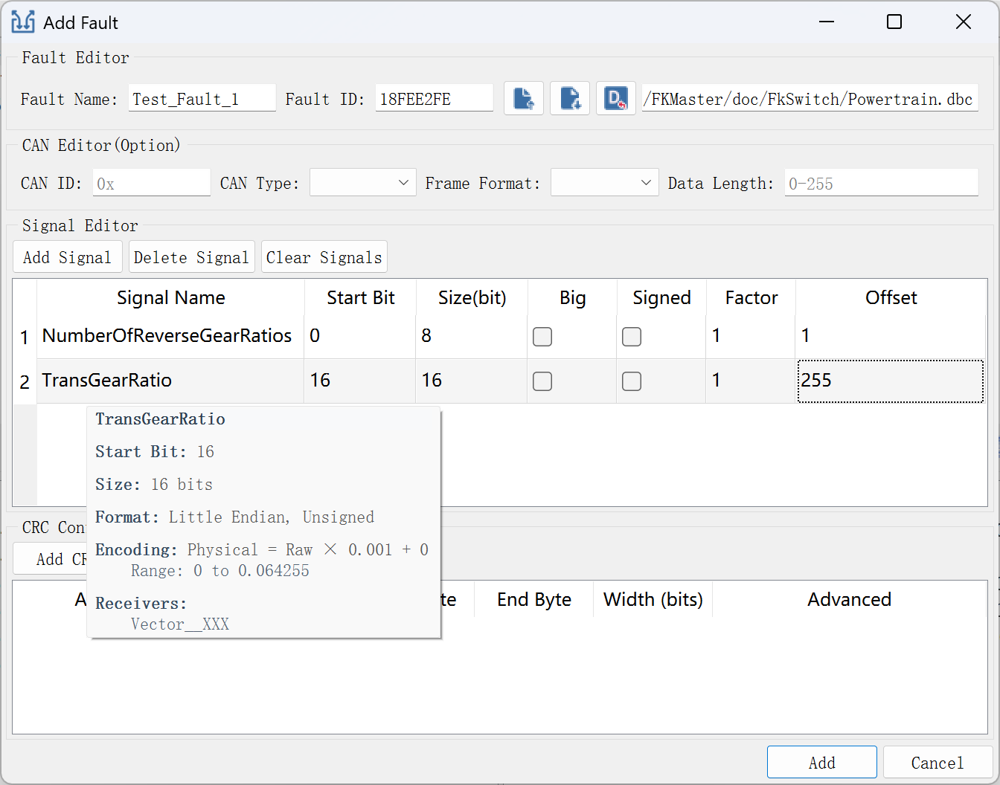 Add Fault
Fault Editor
Fault Name: Test_Fault_1 Fault ID: 18FEE2FE /FKMaster/doc/FkSwitch/Powertrain.dbc
CAN Editor(Option)
CAN ID: 0x CAN Type: Frame Format: Data Length: 0-255
Signal Editor
Add Signal Delete Signal Clear Signals
Signal Name Start Bit Size(bit) Big Signed Factor Offset
1 NumberOfReverseGearRatios 0 8 1 1
2 TransGearRatio 16 16 1 255
TransGearRatio
Start Bit: 16
Size: 16 bits
Format: Little Endian, Unsigned
CRC Con
Encoding: Physical = Raw × 0.001 + 0
Add CR
Range: 0 to 0.064255
A te End Byte Width (bits) Advanced
Receivers:
Vector__XXX
Add Cancel